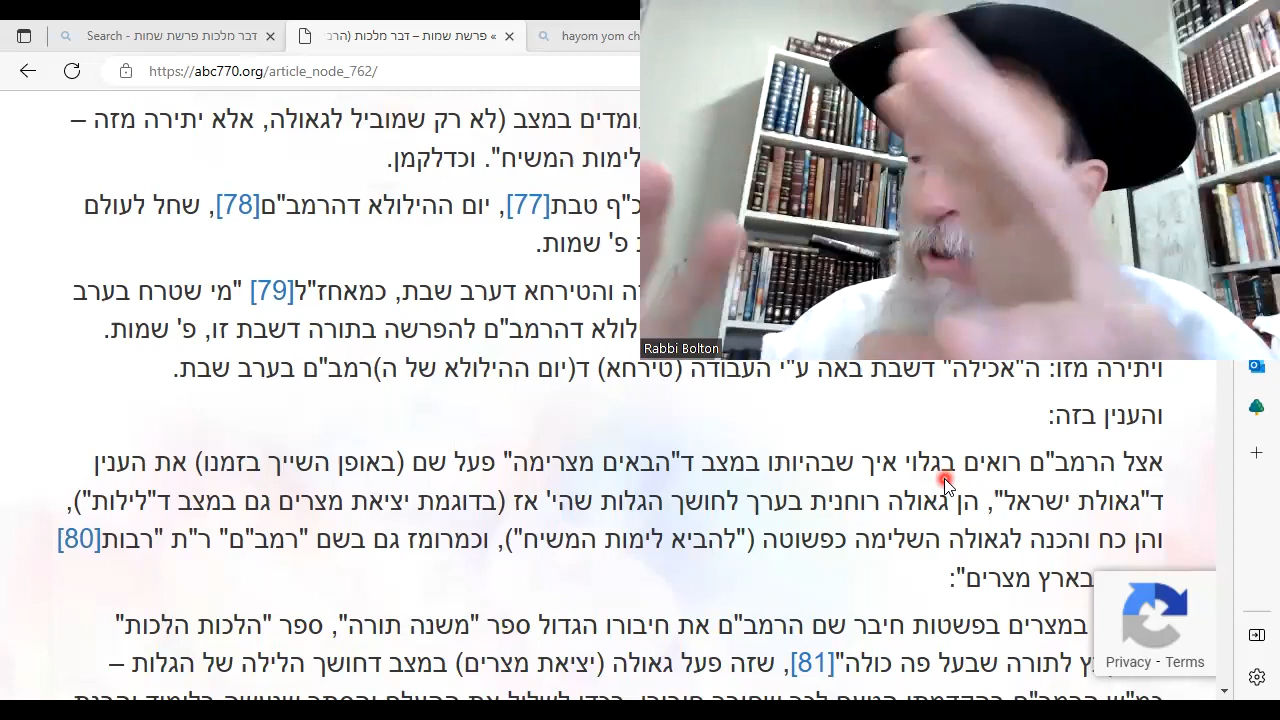 דבר מלכות פרשת שמות - Search
« פרשת שמות – דבר מלכות (הר
hayom yom ch
https://abc770.org/article_node_762/
במצב (לא רק שמוביל לגאולה, אלא יתירה מזה –
לימות המשיח". וכדלקמן.
כ"ף טבת[77], יום ההילולא דהרמב"ם[78], שחל לעולם
פ' שמות.
והטירחא דערב שבת, כמאחז"ל[79] "מי שטרח בערב
דהרמב"ם להפרשה בתורה דשבת זו, פ' שמות.
Rabbi Bolton
ויתירה מזו: ה"אכילה" דשבת באה ע"י העבודה (טירחא) ד(יום ההילולא של ה)רמב"ם בערב שבת.
והענין בזה:
אצל הרמב"ם רואים בגלוי איך שבהיותו במצב ד"הבאים מצרימה" פעל שם (באופן השייך בזמנו) את הענין
ד"גאולת ישראל", הן גאולה רוחנית בערך לחושך הגלות שהי' אז (בדוגמת יציאת מצרים גם במצב ד"לילות"),
והן כח והכנה לגאולה השלימה כפשוטה ("להביא לימות המשיח"), וכמרומז גם בשם "רמב"ם" ר"ת "רבות[80]
בארץ מצרים":
במצרים בפשטות חיבר שם הרמב"ם את חיבורו הגדול ספר "משנה תורה", ספר "הלכות הלכות"
לתורה שבעל פה כולה"[81], שזה פעל גאולה (יציאת מצרים) במצב דחושך הלילה של הגלות –
Privacy - Terms